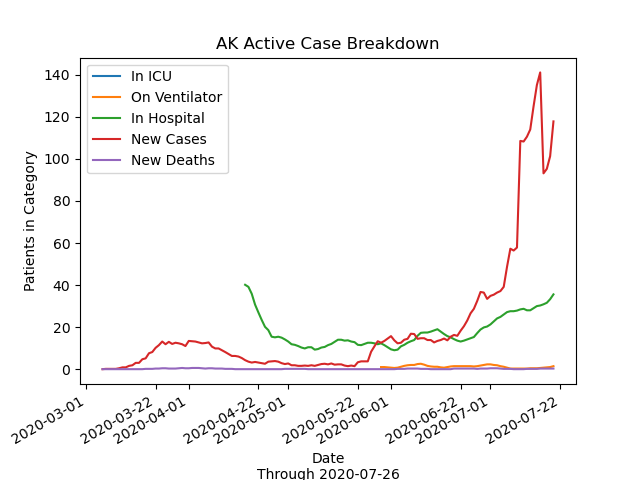 AK Active Case Breakdown
In ICU
On Ventilator
In Hospital
New Cases
New Deaths
Patients in Category
140
120
100
80
60
40
20
0
2020-03-01
2020-03-22
2020-04-01
2020-04-22
2020-05-01
2020-05-22
2020-06-01
2020-06-22
2020-07-01
2020-07-22
Date
Through 2020-07-26